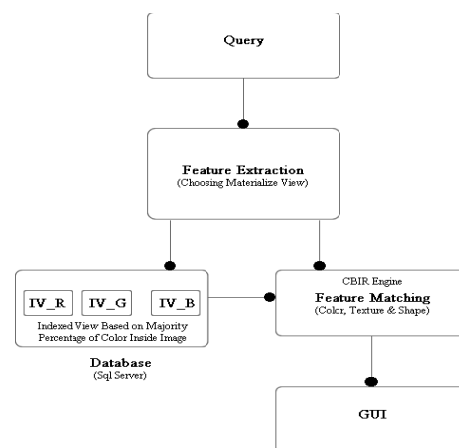 Query
Feature Extraction
(Choosing Materialize View)
IV_R IV_G IV_B
Indexed View Based on Majority
Percentage of Color Inside Image
Database
(Sql Server)
CBIR Engine
Feature Matching
(Color, Texture & Shape)
GUI